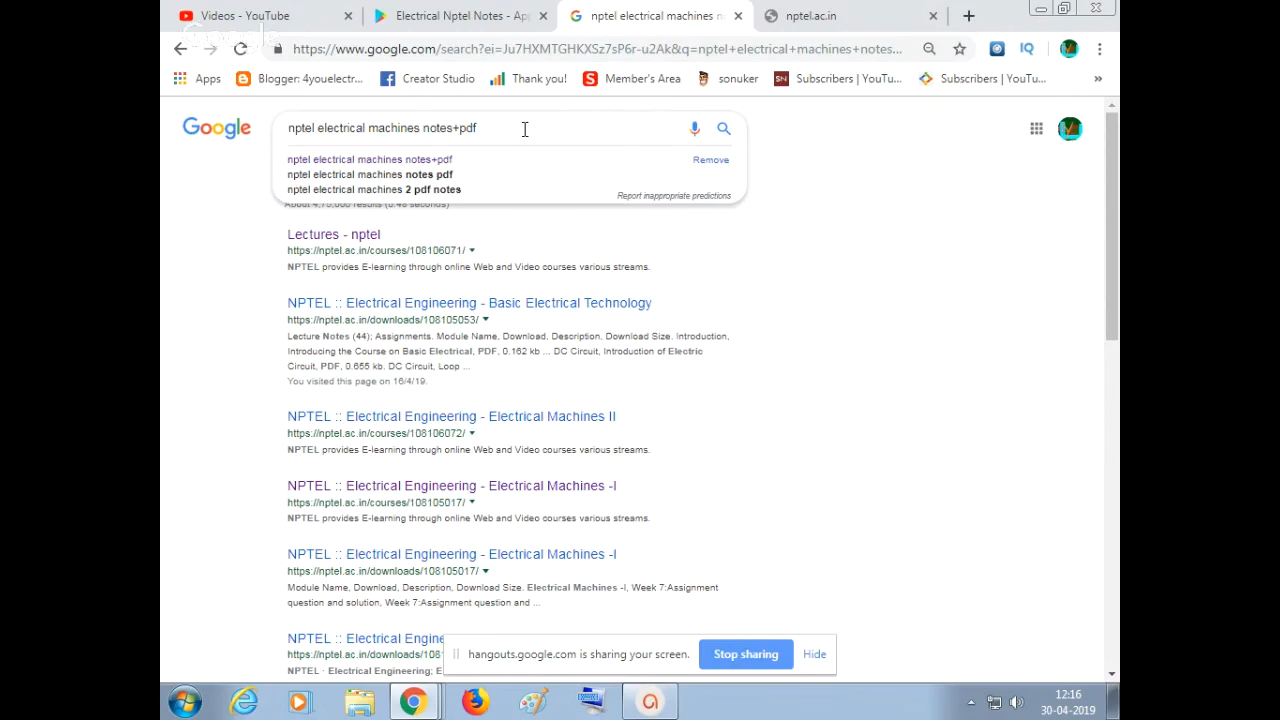 Videos - YouTube
Electrical Nptel Notes - App
nptel electrical machines n
nptel.ac.in
https://www.google.com/search?ei=Ju7HXMTGHKXSz7sP6r-u2Ak&q=nptel+electrical+machines+notes...
IQ
Apps
Blogger: 4youelectr...
Creator Studio
Thank you!
Member's Area
sonuker
Subscribers | YouTu...
Subscribers | YouTu...
Google
nptel electrical machines notes+pdf
nptel electrical machines notes+pdf
Remove
nptel electrical machines notes pdf
nptel electrical machines 2 pdf notes
Report inappropriate predictions
Lectures - nptel
https://nptel.ac.in/courses/108106071/
NPTEL provides E-learning through online Web and Video courses various streams.
NPTEL :: Electrical Engineering - Basic Electrical Technology
https://nptel.ac.in/downloads/108105053/
Lecture Notes (44); Assignments. Module Name, Download, Description, Download Size. Introduction,
Introducing the Course on Basic Electrical, PDF, 0.162 kb ... DC Circuit, Introduction of Electric
Circuit, PDF, 0.655 kb. DC Circuit, Loop ...
You visited this page on 16/4/19.
NPTEL :: Electrical Engineering - Electrical Machines II
https://nptel.ac.in/courses/108106072/
NPTEL provides E-learning through online Web and Video courses various streams.
NPTEL :: Electrical Engineering - Electrical Machines -I
https://nptel.ac.in/courses/108105017/
NPTEL provides E-learning through online Web and Video courses various streams.
NPTEL :: Electrical Engineering - Electrical Machines -I
https://nptel.ac.in/downloads/108105017/
Module Name, Download, Description, Download Size. Electrical Machines -I, Week 7:Assignment
question and solution, Week 7:Assignment question and ...
NPTEL :: Electrical Engine
https://nptel.ac.in/downloads/108
NPTEL · Electrical Engineering; E
hangouts.google.com is sharing your screen.
Stop sharing
Hide
12:16
30-04-2019